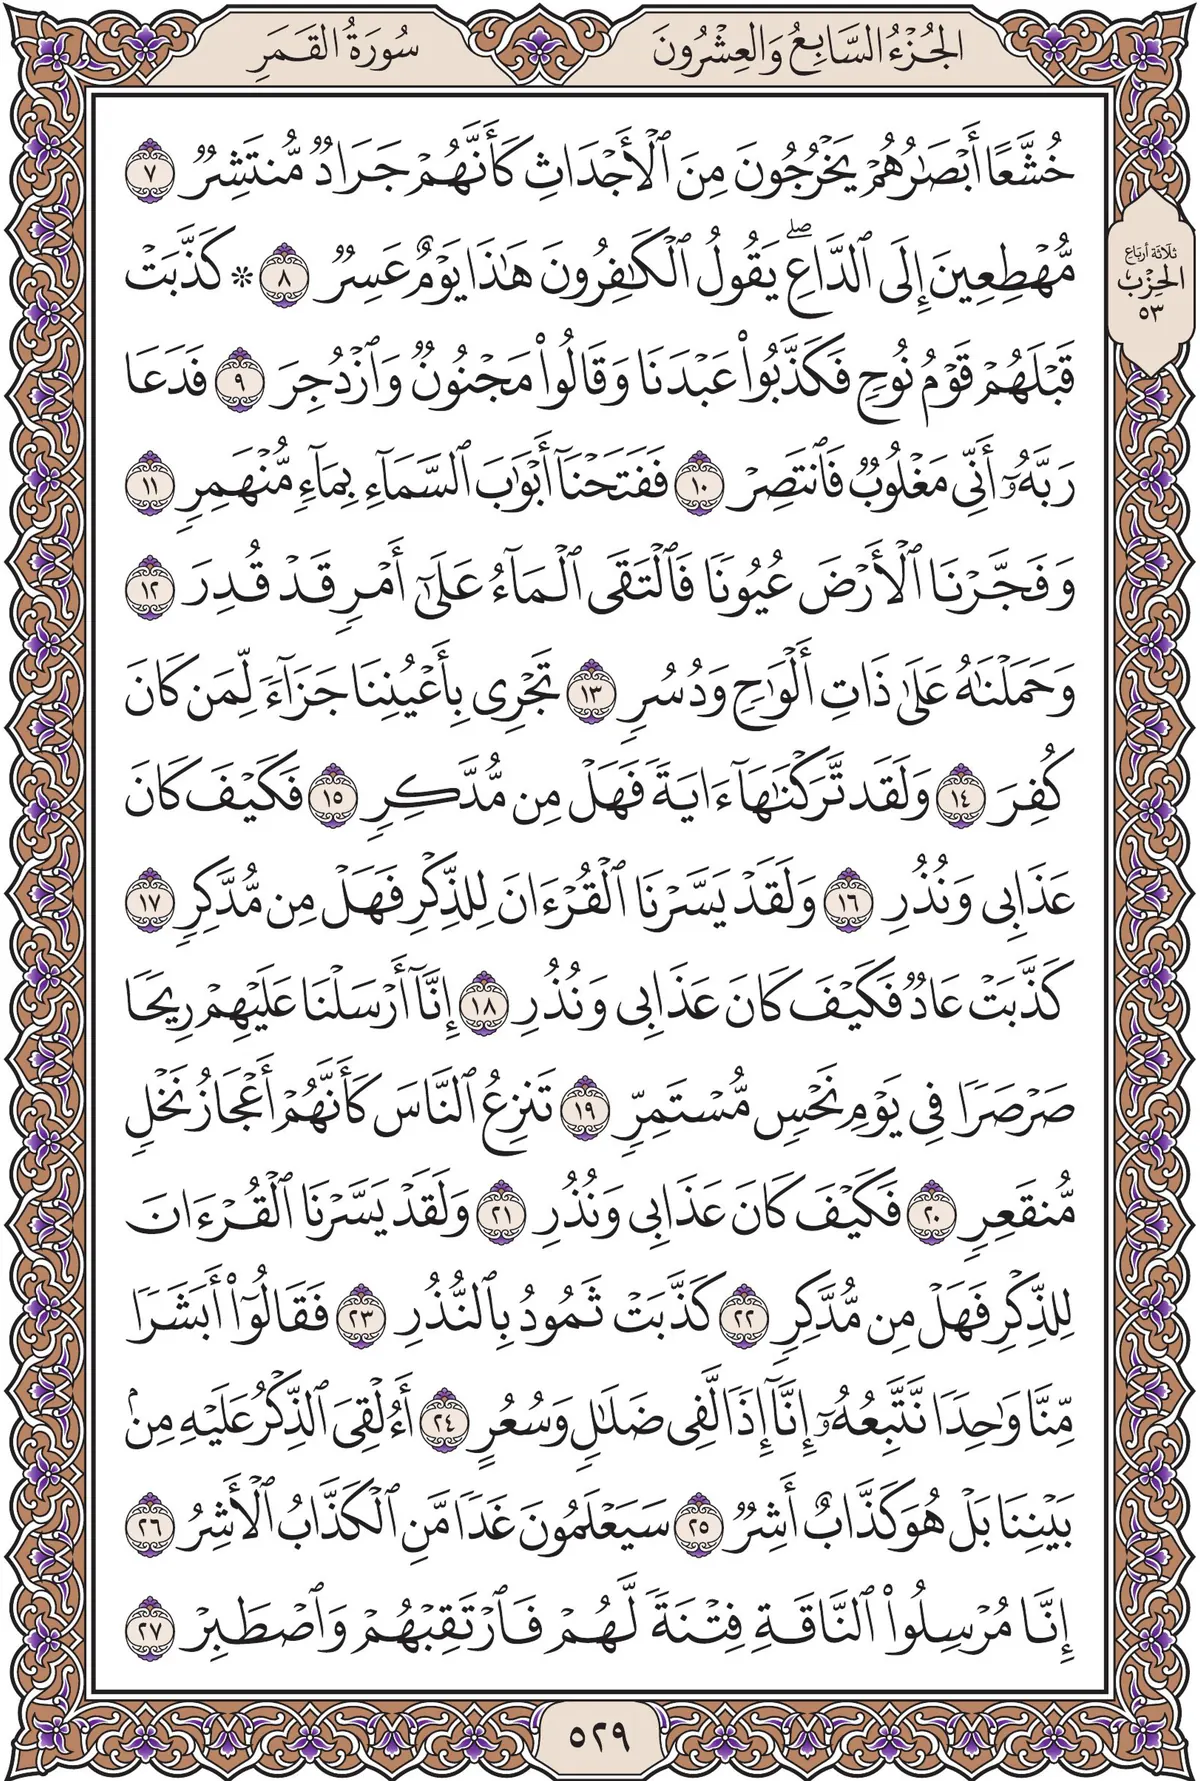 الجُزْءُ السَّابِعُ وَالعِشْرُونَ
سُورَةُ القَمَرِ
خُشَّعًا أَبْصَٰرُهُمْ يَخْرُجُونَ مِنَ ٱلْأَجْدَاثِ كَأَنَّهُمْ جَرَادٌ مُّنتَشِرٌ ٧
مُّهْطِعِينَ إِلَى ٱلدَّاعِۖ يَقُولُ ٱلْكَٰفِرُونَ هَٰذَا يَوْمٌ عَسِرٌ ٨ * كَذَّبَتْ
ثَلَاثَة أَربَاع
الحِزْب
٥٣
قَبْلَهُمْ قَوْمُ نُوحٍ فَكَذَّبُوا۟ عَبْدَنَا وَقَالُوا۟ مَجْنُونٌ وَٱزْدُجِرَ ٩ فَدَعَا
رَبَّهُۥٓ أَنِّى مَغْلُوبٌ فَٱنتَصِرْ ١٠ فَفَتَحْنَآ أَبْوَٰبَ ٱلسَّمَآءِ بِمَآءٍ مُّنْهَمِرٍ ١١
وَفَجَّرْنَا ٱلْأَرْضَ عُيُونًا فَٱلْتَقَى ٱلْمَآءُ عَلَىٰٓ أَمْرٍ قَدْ قُدِرَ ١٢
وَحَمَلْنَٰهُ عَلَىٰ ذَاتِ أَلْوَٰحٍ وَدُسُرٍ ١٣ تَجْرِى بِأَعْيُنِنَا جَزَآءً لِّمَن كَانَ
كُفِرَ ١٤ وَلَقَد تَّرَكْنَٰهَآ ءَايَةً فَهَلْ مِن مُّدَّكِرٍ ١٥ فَكَيْفَ كَانَ
عَذَابِى وَنُذُرِ ١٦ وَلَقَدْ يَسَّرْنَا ٱلْقُرْءَانَ لِلذِّكْرِ فَهَلْ مِن مُّدَّكِرٍ ١٧
كَذَّبَتْ عَادٌ فَكَيْفَ كَانَ عَذَابِى وَنُذُرِ ١٨ إِنَّآ أَرْسَلْنَا عَلَيْهِمْ رِيحًا
صَرْصَرًا فِى يَوْمِ نَحْسٍ مُّسْتَمِرٍّ ١٩ تَنزِعُ ٱلنَّاسَ كَأَنَّهُمْ أَعْجَازُ نَخْلٍ
مُّنقَعِرٍ ٢٠ فَكَيْفَ كَانَ عَذَابِى وَنُذُرِ ٢١ وَلَقَدْ يَسَّرْنَا ٱلْقُرْءَانَ
لِلذِّكْرِ فَهَلْ مِن مُّدَّكِرٍ ٢٢ كَذَّبَتْ ثَمُودُ بِٱلنُّذُرِ ٢٣ فَقَالُوٓا۟ أَبَشَرًا
مِّنَّا وَٰحِدًا نَّتَّبِعُهُۥٓ إِنَّآ إِذًا لَّفِى ضَلَٰلٍ وَسُعُرٍ ٢٤ أَءُلْقِىَ ٱلذِّكْرُ عَلَيْهِ مِنۢ
بَيْنِنَا بَلْ هُوَ كَذَّابٌ أَشِرٌ ٢٥ سَيَعْلَمُونَ غَدًا مَّنِ ٱلْكَذَّابُ ٱلْأَشِرُ ٢٦
إِنَّا مُرْسِلُوا۟ ٱلنَّاقَةِ فِتْنَةً لَّهُمْ فَٱرْتَقِبْهُمْ وَٱصْطَبِرْ ٢٧
٥٢٩